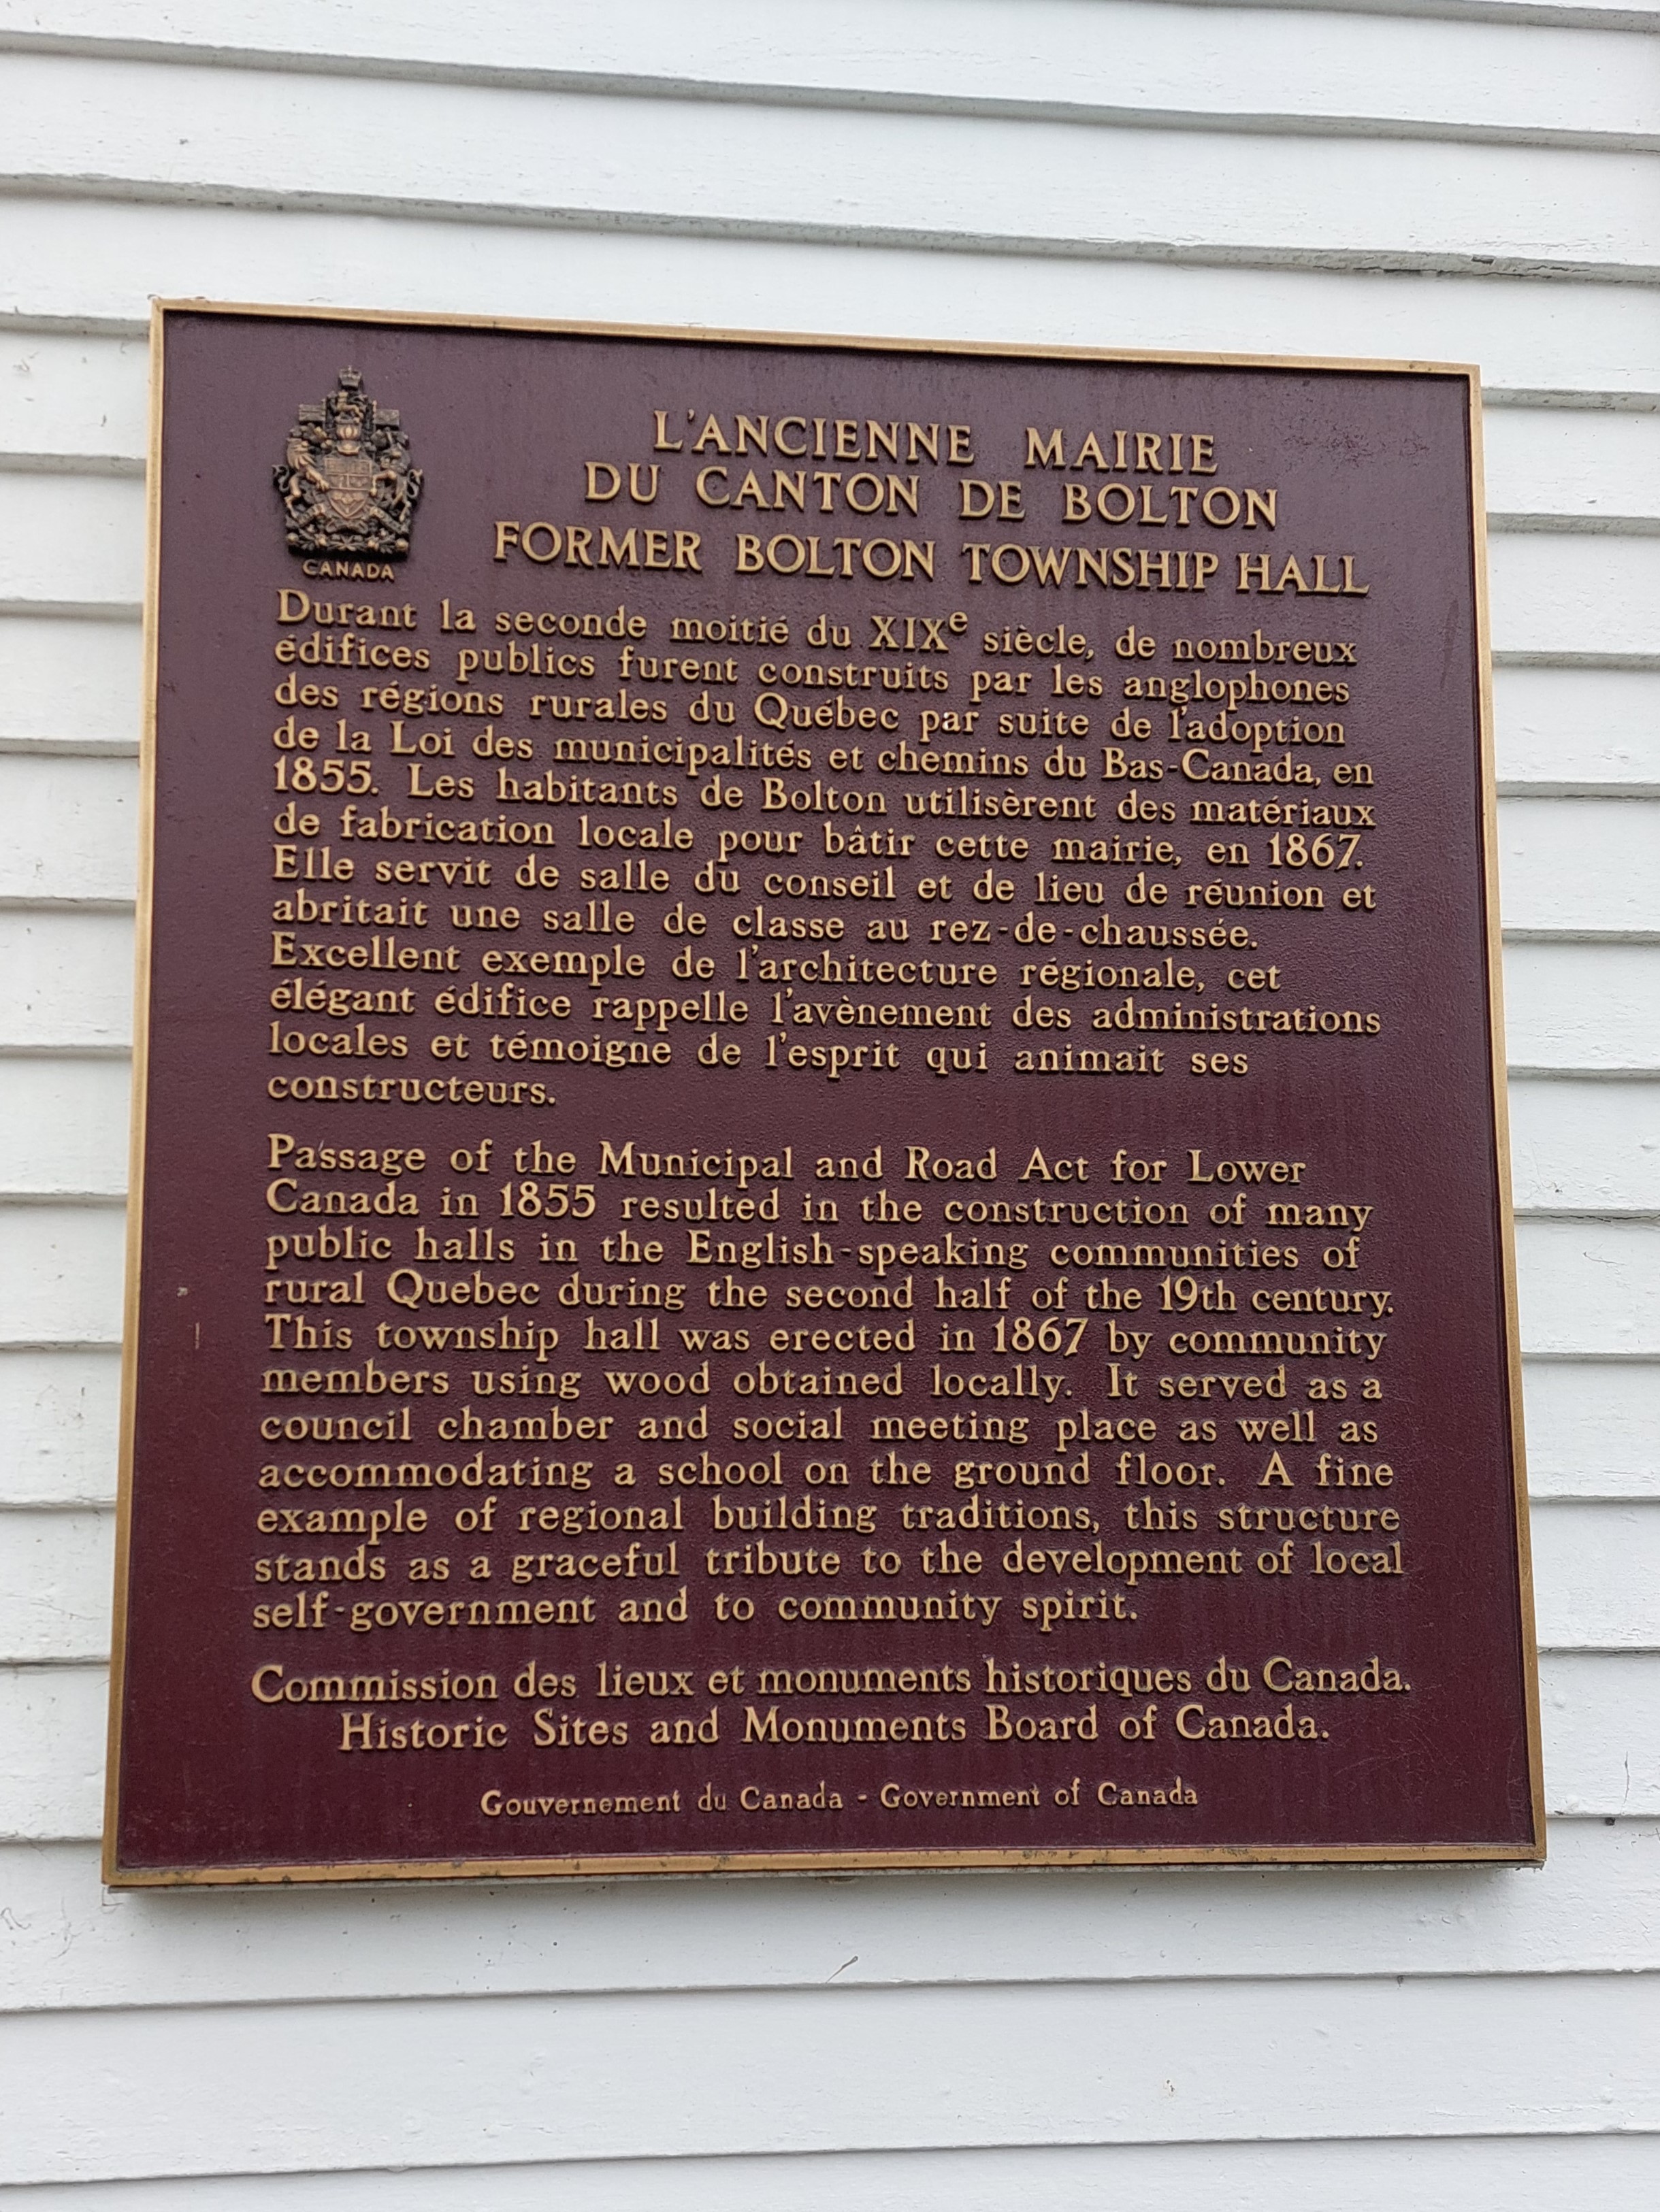 CANADA
L'ANCIENNE MAIRIE
DU CANTON DE BOLTON
FORMER BOLTON TOWNSHIP HALL
Durant la seconde moitié du XIXe siècle, de nombreux
édifices publics furent construits par les anglophones
des régions rurales du Québec par suite de l'adoption
de la Loi des municipalités et chemins du Bas-Canada, en
1855. Les habitants de Bolton utilisèrent des matériaux
de fabrication locale pour bâtir cette mairie, en 1867.
Elle servit de salle du conseil et de lieu de réunion et
abritait une salle de classe au rez-de-chaussée.
Excellent exemple de l'architecture régionale, cet
élégant édifice rappelle l'avènement des administrations
locales et témoigne de l'esprit qui animait ses
constructeurs.
Passage of the Municipal and Road Act for Lower
Canada in 1855 resulted in the construction of many
public halls in the English-speaking communities of
rural Quebec during the second half of the 19th century.
This township hall was erected in 1867 by community
members using wood obtained locally. It served as a
council chamber and social meeting place as well as
accommodating a school on the ground floor. A fine
example of regional building traditions, this structure
stands as a graceful tribute to the development of local
self-government and to community spirit.
Commission des lieux et monuments historiques du Canada.
Historic Sites and Monuments Board of Canada.
Gouvernement du Canada - Government of Canada